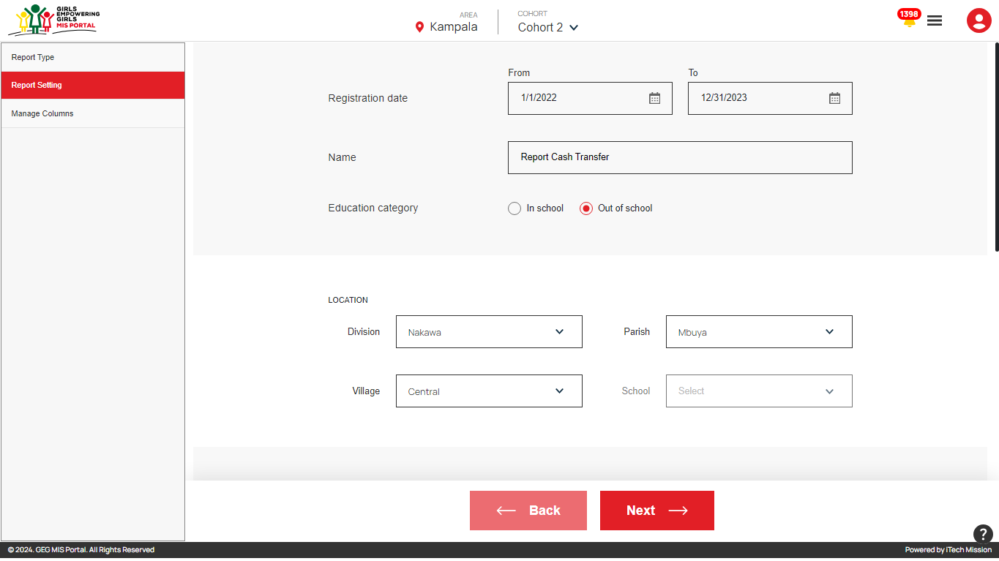 GIRLS
EMPOWERING
GIRLS
MIS PORTAL
AREA
Kampala
COHORT
Cohort 2
1398
Report Type
Report Setting
Manage Columns
From
To
Registration date
1/1/2022
12/31/2023
Name
Report Cash Transfer
Education category
In school
Out of school
LOCATION
Division
Nakawa
Parish
Mbuya
Village
Central
School
Select
Back
Next
?
© 2024. GEG MIS Portal. All Rights Reserved
Powered by iTech Mission